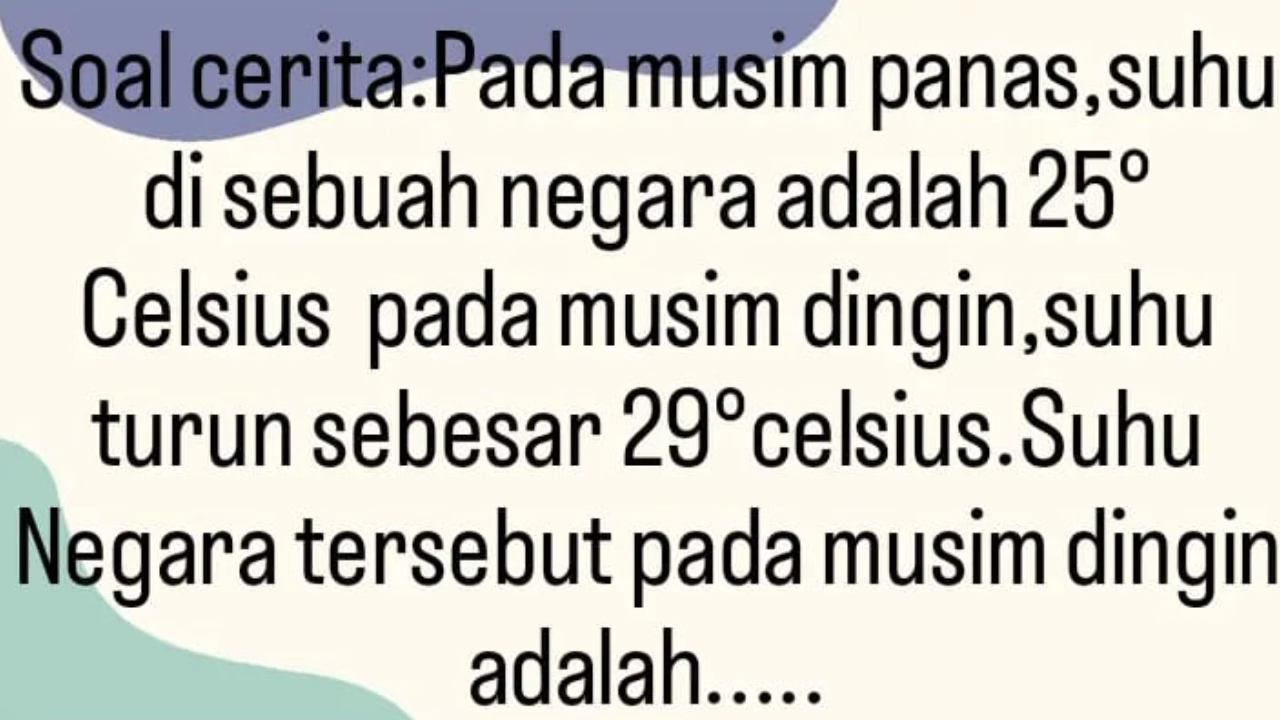 Soal cerita:Pada musim panas,suhu
di sebuah negara adalah 25°
Celsius  pada musim dingin,suhu
turun sebesar 29°celsius.Suhu
Negara tersebut pada musim dingin
adalah.....